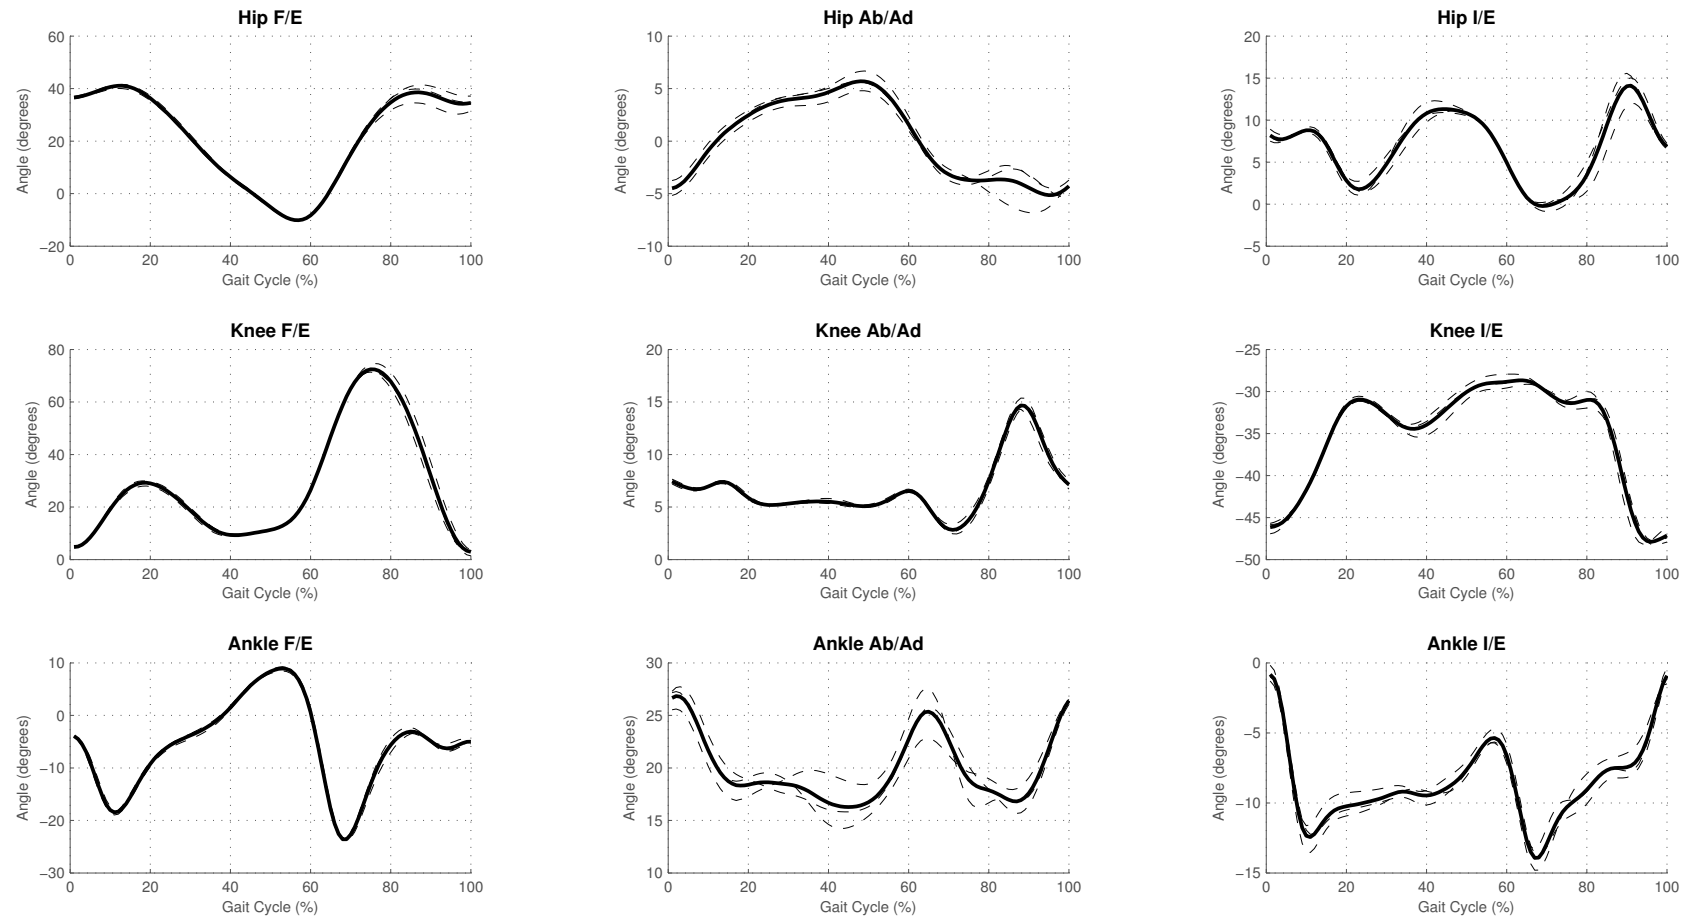 Hip F/E
60
40
20
0
−20
Angle (degrees)
0 20 40 60 80 100
Gait Cycle (%)
Hip Ab/Ad
10
5
0
−5
−10
Angle (degrees)
0 20 40 60 80 100
Gait Cycle (%)
Hip I/E
20
15
10
5
0
−5
Angle (degrees)
0 20 40 60 80 100
Gait Cycle (%)
Knee F/E
80
60
40
20
0
Angle (degrees)
0 20 40 60 80 100
Gait Cycle (%)
Knee Ab/Ad
20
15
10
5
0
Angle (degrees)
0 20 40 60 80 100
Gait Cycle (%)
Knee I/E
−25
−30
−35
−40
−45
−50
Angle (degrees)
0 20 40 60 80 100
Gait Cycle (%)
Ankle F/E
10
0
−10
−20
−30
Angle (degrees)
0 20 40 60 80 100
Gait Cycle (%)
Ankle Ab/Ad
30
25
20
15
10
Angle (degrees)
0 20 40 60 80 100
Gait Cycle (%)
Ankle I/E
0
−5
−10
−15
Angle (degrees)
0 20 40 60 80 100
Gait Cycle (%)